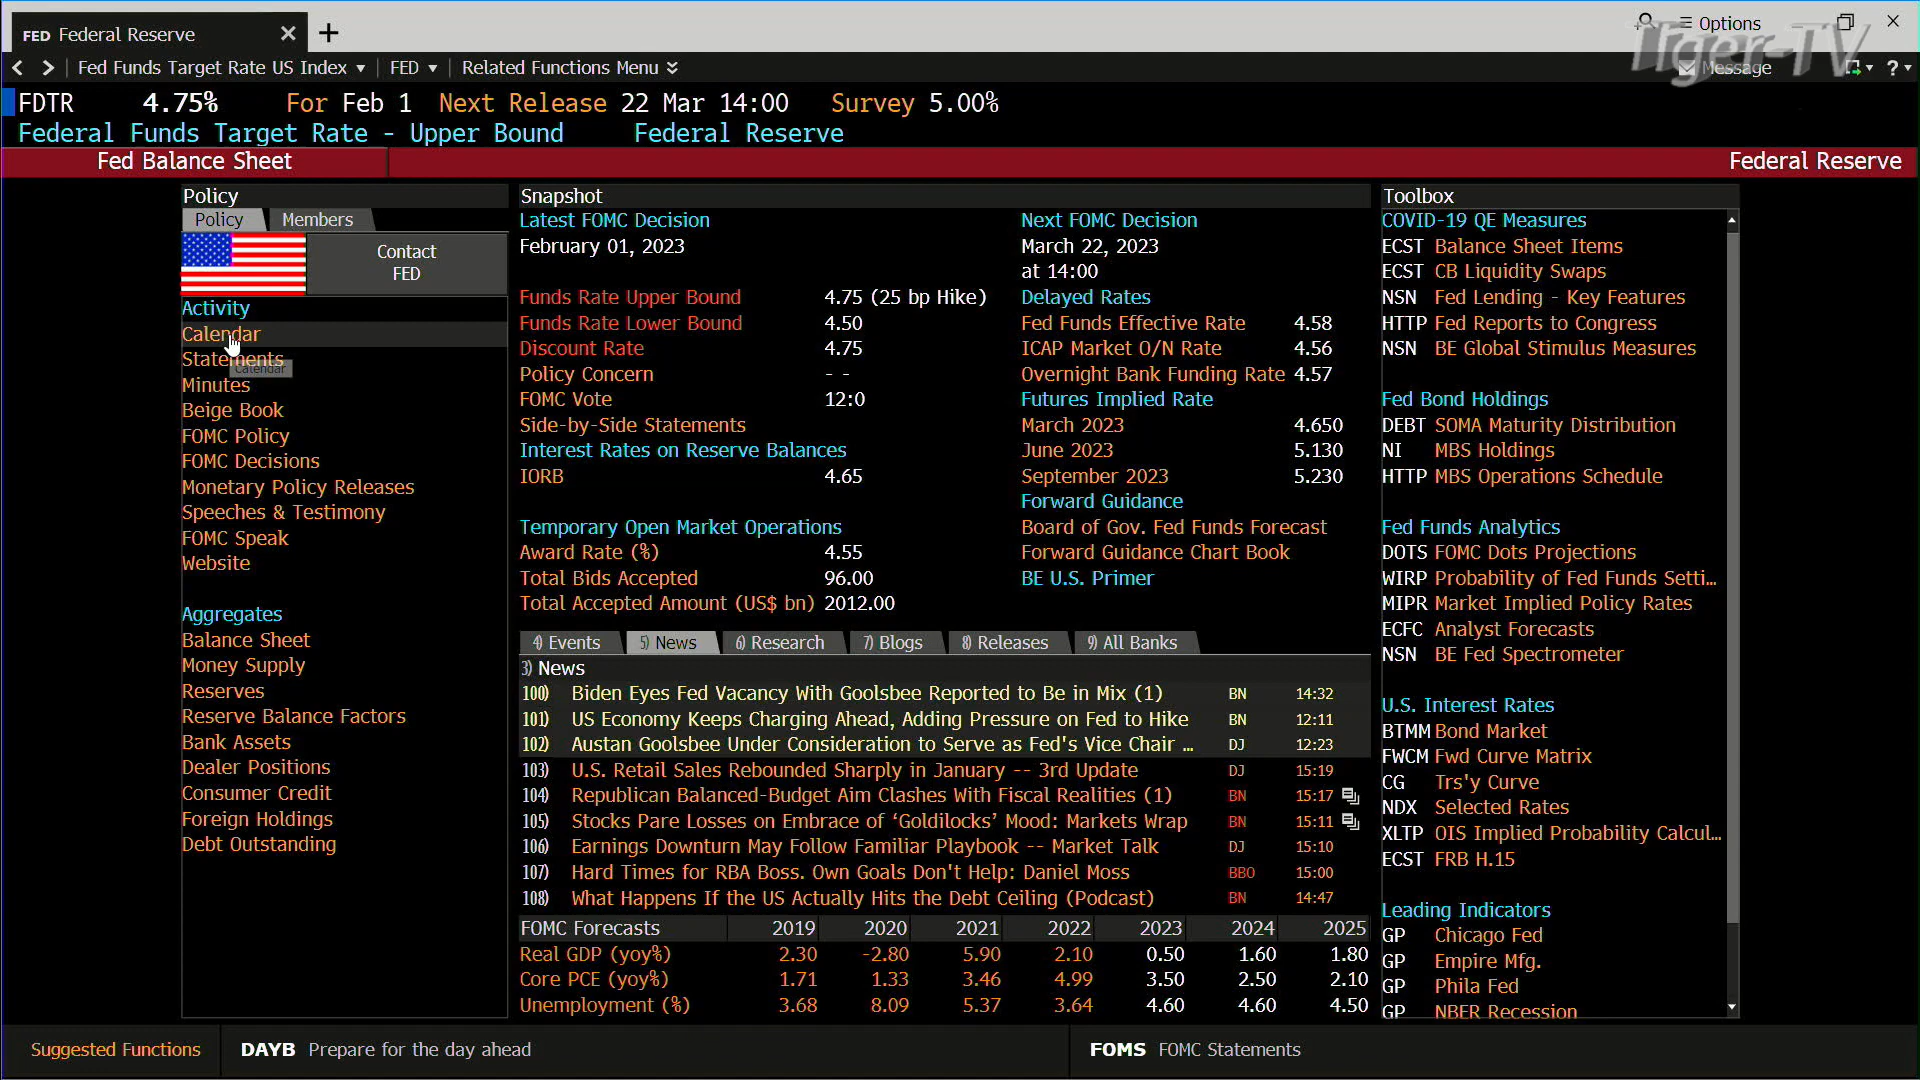 FED Federal Reserve
Options
Fed Funds Target Rate US Index
FED
Related Functions Menu
Message
Tiger-TV
FDTR 4.75% For Feb 1 Next Release 22 Mar 14:00 Survey 5.00%
Federal Funds Target Rate - Upper Bound Federal Reserve
Fed Balance Sheet
Federal Reserve
Policy
Policy Members
Contact
FED
Activity
Calendar
Statements
Calendar
Minutes
Beige Book
FOMC Policy
FOMC Decisions
Monetary Policy Releases
Speeches & Testimony
FOMC Speak
Website
Aggregates
Balance Sheet
Money Supply
Reserves
Reserve Balance Factors
Bank Assets
Dealer Positions
Consumer Credit
Foreign Holdings
Debt Outstanding
Snapshot
Latest FOMC Decision
February 01, 2023
Funds Rate Upper Bound 4.75 (25 bp Hike)
Funds Rate Lower Bound 4.50
Discount Rate 4.75
Policy Concern - -
FOMC Vote 12:0
Side-by-Side Statements
Interest Rates on Reserve Balances
IORB 4.65
Temporary Open Market Operations
Award Rate (%) 4.55
Total Bids Accepted 96.00
Total Accepted Amount (US$ bn) 2012.00
Next FOMC Decision
March 22, 2023
at 14:00
Delayed Rates
Fed Funds Effective Rate 4.58
ICAP Market O/N Rate 4.56
Overnight Bank Funding Rate 4.57
Futures Implied Rate
March 2023 4.650
June 2023 5.130
September 2023 5.230
Forward Guidance
Board of Gov. Fed Funds Forecast
Forward Guidance Chart Book
BE U.S. Primer
4) Events 5) News 6) Research 7) Blogs 8) Releases 9) All Banks
3) News
100) Biden Eyes Fed Vacancy With Goolsbee Reported to Be in Mix (1) BN 14:32
101) US Economy Keeps Charging Ahead, Adding Pressure on Fed to Hike BN 12:11
102) Austan Goolsbee Under Consideration to Serve as Fed's Vice Chair ... DJ 12:23
103) U.S. Retail Sales Rebounded Sharply in January -- 3rd Update DJ 15:19
104) Republican Balanced-Budget Aim Clashes With Fiscal Realities (1) BN 15:17
105) Stocks Pare Losses on Embrace of ‘Goldilocks’ Mood: Markets Wrap BN 15:11
106) Earnings Downturn May Follow Familiar Playbook -- Market Talk DJ 15:10
107) Hard Times for RBA Boss. Own Goals Don't Help: Daniel Moss BBO 15:00
108) What Happens If the US Actually Hits the Debt Ceiling (Podcast) BN 14:47
FOMC Forecasts 2019 2020 2021 2022 2023 2024 2025
Real GDP (yoy%) 2.30 -2.80 5.90 2.10 0.50 1.60 1.80
Core PCE (yoy%) 1.71 1.33 3.46 4.99 3.50 2.50 2.10
Unemployment (%) 3.68 8.09 5.37 3.64 4.60 4.60 4.50
Toolbox
COVID-19 QE Measures
ECST Balance Sheet Items
ECST CB Liquidity Swaps
NSN Fed Lending - Key Features
HTTP Fed Reports to Congress
NSN BE Global Stimulus Measures
Fed Bond Holdings
DEBT SOMA Maturity Distribution
NI MBS Holdings
HTTP MBS Operations Schedule
Fed Funds Analytics
DOTS FOMC Dots Projections
WIRP Probability of Fed Funds Setti...
MIPR Market Implied Policy Rates
ECFC Analyst Forecasts
NSN BE Fed Spectrometer
U.S. Interest Rates
BTMM Bond Market
FWCM Fwd Curve Matrix
CG Trs'y Curve
NDX Selected Rates
XLTP OIS Implied Probability Calcul...
ECST FRB H.15
Leading Indicators
GP Chicago Fed
GP Empire Mfg.
GP Phila Fed
GP NBER Recession
Suggested Functions DAYB Prepare for the day ahead FOMS FOMC Statements